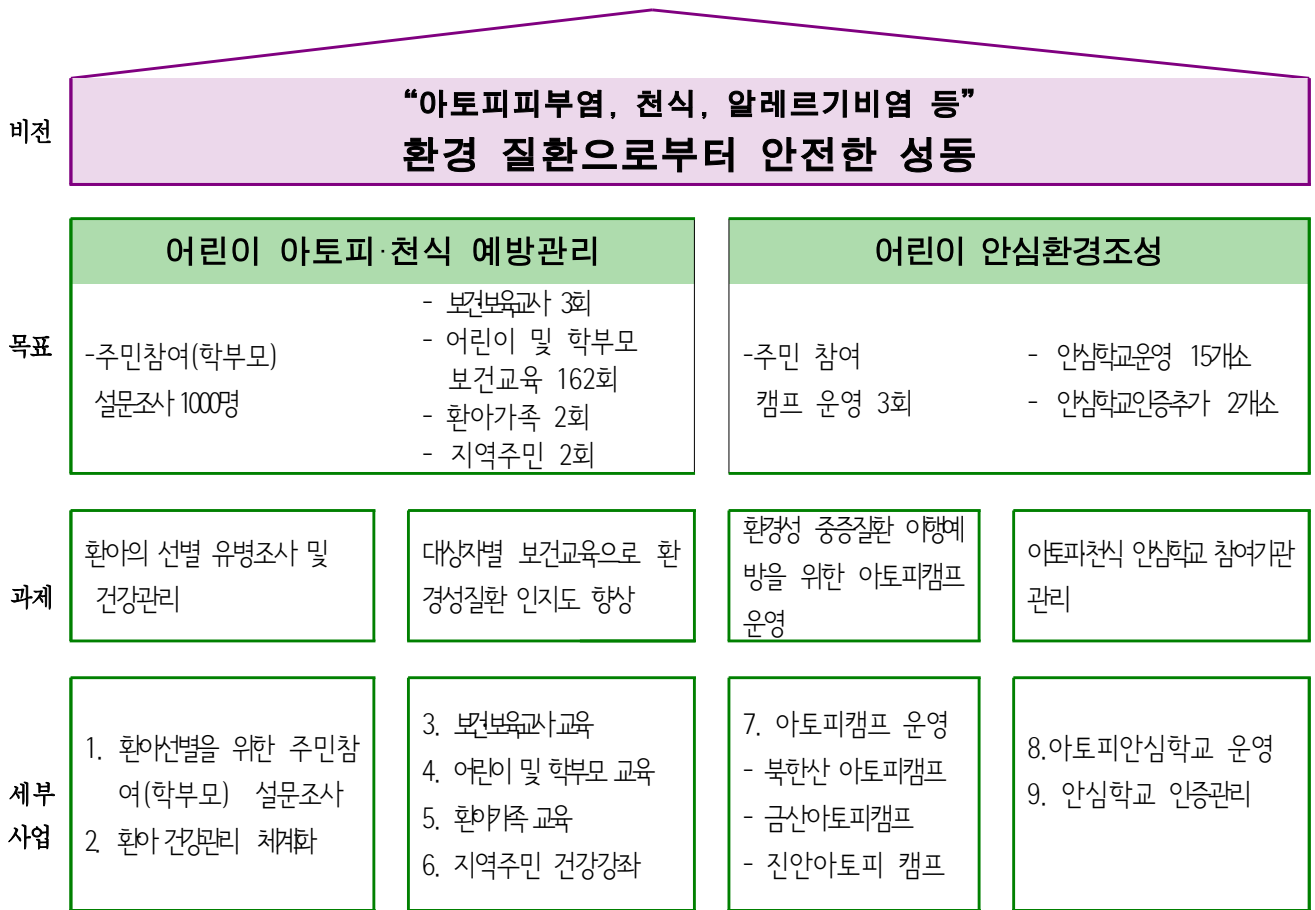 비전
“아토피피부염, 천식, 알레르기비염 등”
환경 질환으로부터 안전한 성동
목표
어린이 아토피·천식 예방관리
-주민참여(학부모)
설문조사 1000명
- 보건·보육교사 3회
- 어린이 및 학부모
보건교육 162회
- 환아가족 2회
- 지역주민 2회
어린이 안심환경조성
-주민 참여
캠프 운영 3회
- 안심학교운영 15개소
- 안심학교인증추가 2개소
과제
환아의 선별 유병조사 및
건강관리
대상자별 보건교육으로 환
경성질환 인지도 향상
환경성 중증질환 이행예
방을 위한 아토피캠프
운영
아토피·천식 안심학교 참여기관
관리
세부
사업
1. 환아선별을 위한 주민참
여(학부모) 설문조사
2. 환아 건강관리 체계화
3. 보건·보육교사 교육
4. 어린이 및 학부모 교육
5. 환아가족 교육
6. 지역주민 건강강좌
7. 아토피캠프 운영
- 북한산 아토피캠프
- 금산아토피캠프
- 진안아토피 캠프
8.아토피안심학교 운영
9. 안심학교 인증관리